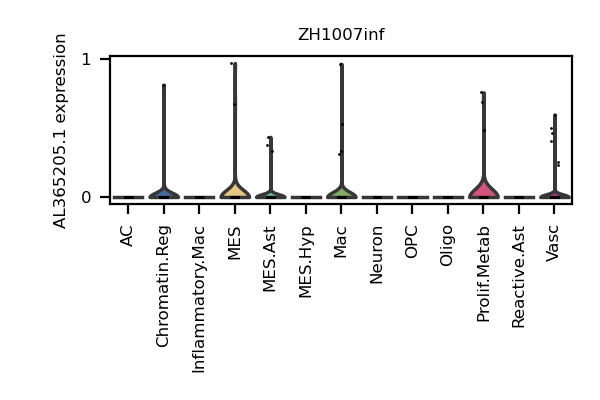 ZH1007inf
AL365205.1 expression
1
0
AC
Chromatin.Reg
Inflammatory.Mac
MES
MES.Ast
MES.Hyp
Mac
Neuron
OPC
Oligo
Prolif.Metab
Reactive.Ast
Vasc